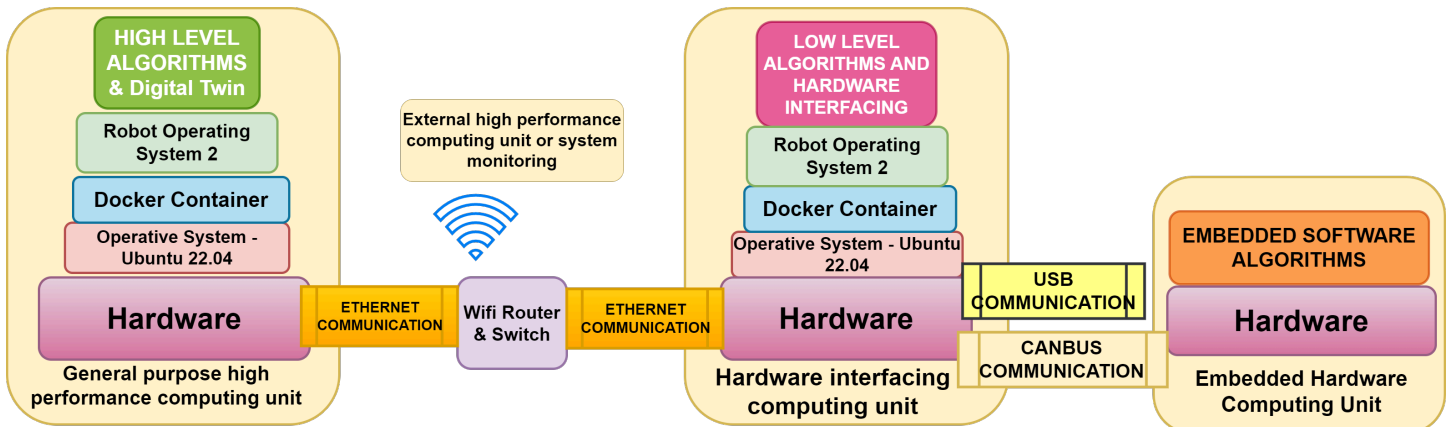 HIGH LEVEL
ALGORITHMS
& Digital Twin
Robot Operating
System 2
Docker Container
Operative System -
Ubuntu 22.04
Hardware
General purpose high
performance computing unit
ETHERNET
COMMUNICATION
External high performance
computing unit or system
monitoring
Wifi Router
& Switch
ETHERNET
COMMUNICATION
LOW LEVEL
ALGORITHMS AND
HARDWARE
INTERFACING
Robot Operating
System 2
Docker Container
Operative System - Ubuntu
22.04
Hardware
Hardware interfacing
computing unit
USB
COMMUNICATION
CANBUS
COMMUNICATION
EMBEDDED SOFTWARE
ALGORITHMS
Hardware
Embedded Hardware
Computing Unit